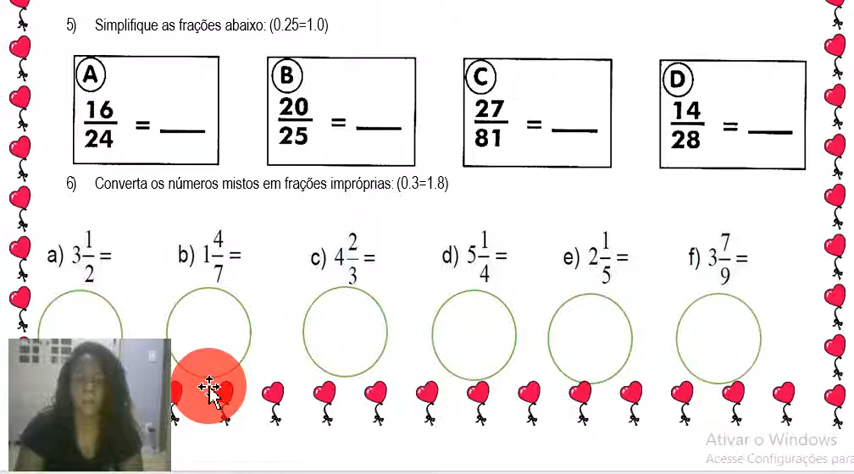 5) Simplifique as frações abaixo: (0.25=1.0)
A B C D
16/24 = ___ 20/25 = ___ 27/81 = ___ 14/28 = ___
6) Converta os números mistos em frações impróprias: (0.3=1.8)
a) 3 1/2 = b) 1 4/7 = c) 4 2/3 = d) 5 1/4 = e) 2 1/5 = f) 3 7/9 =
Ativar o Windows
Acesse Configurações para